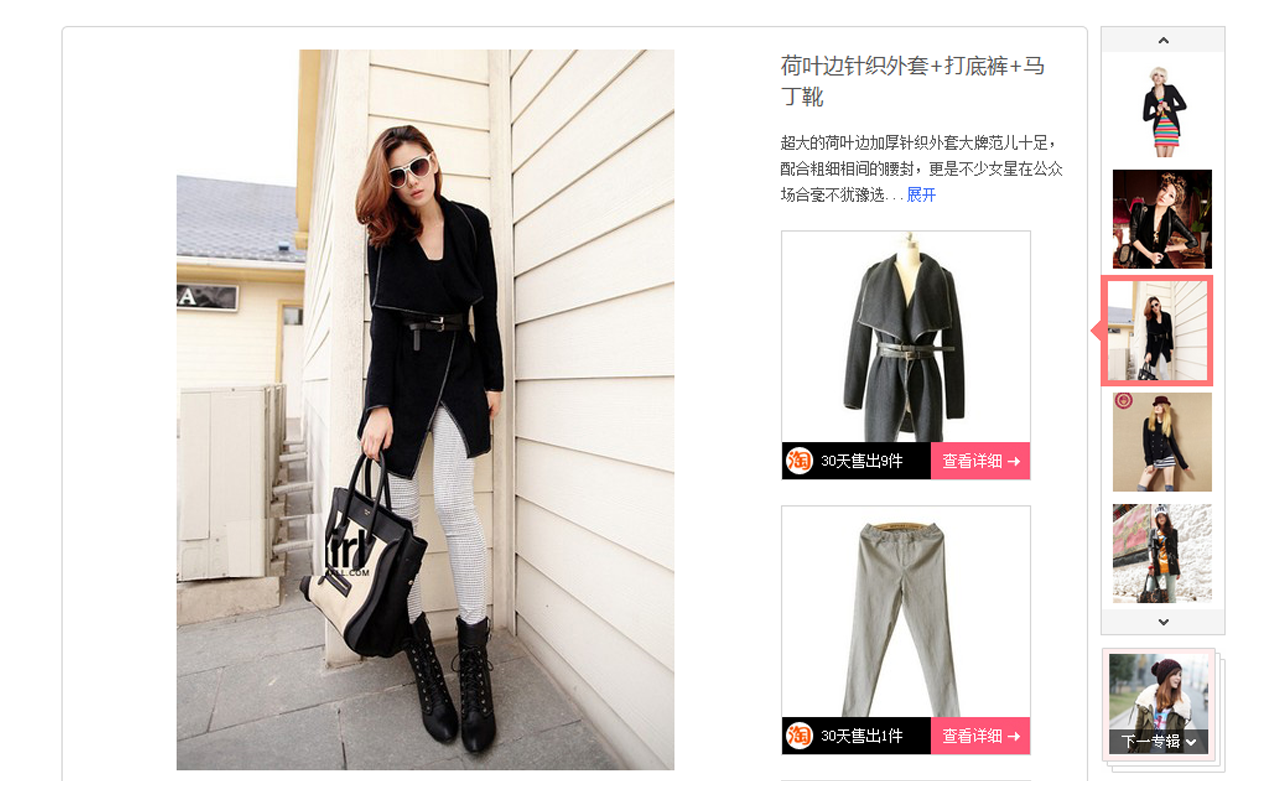 荷叶边针织外套+打底裤+马
丁靴
超大的荷叶边加厚针织外套大牌范儿十足，
配合粗细相间的腰封，更是不少女星在公众
场合毫不犹豫选...展开
淘 30天售出9件 查看详细
淘 30天售出1件 查看详细
A
irl
LL.COM
下一专辑